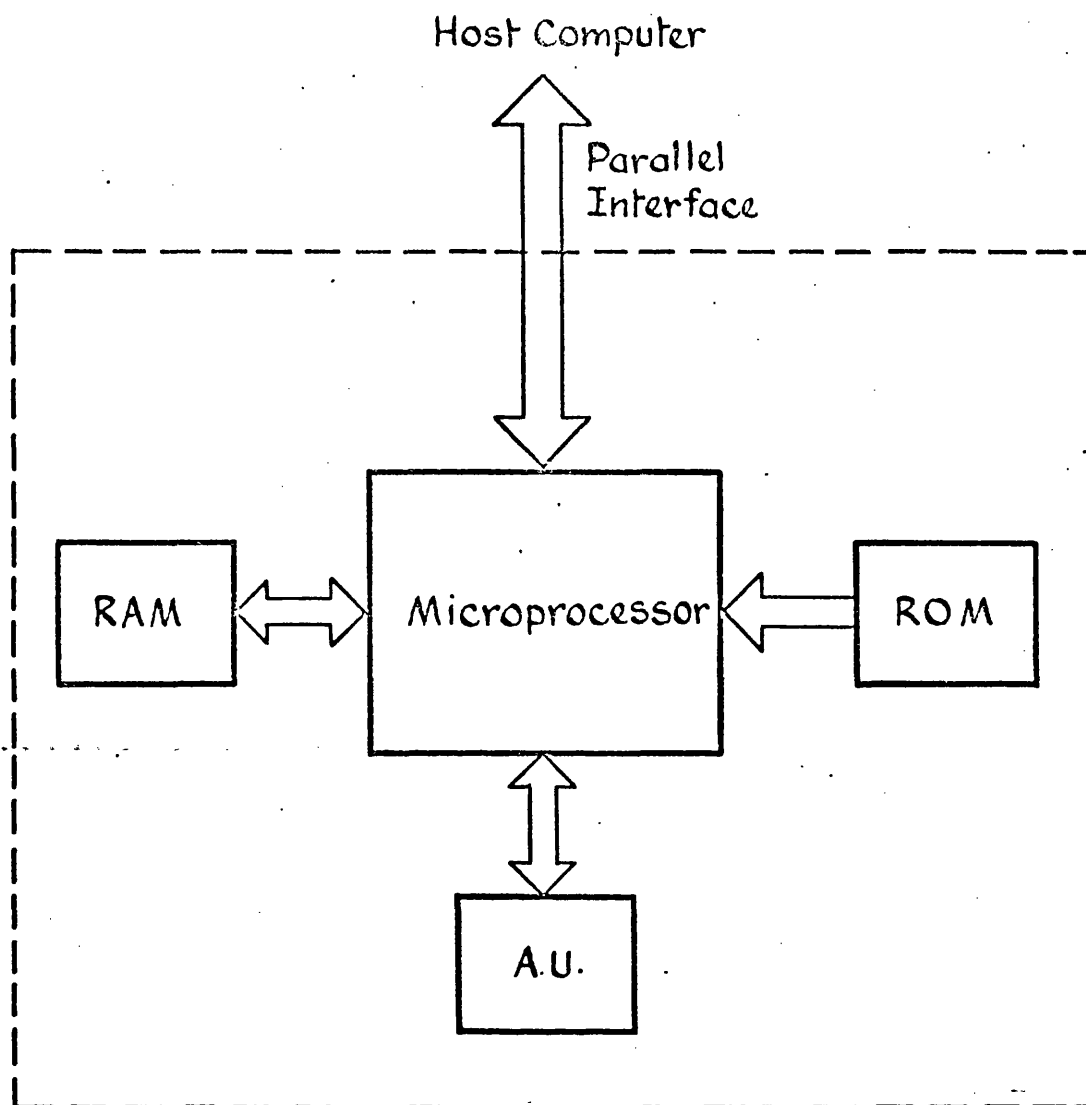 Host Computer
Parallel
Interface
RAM
Microprocessor
ROM
A.U.